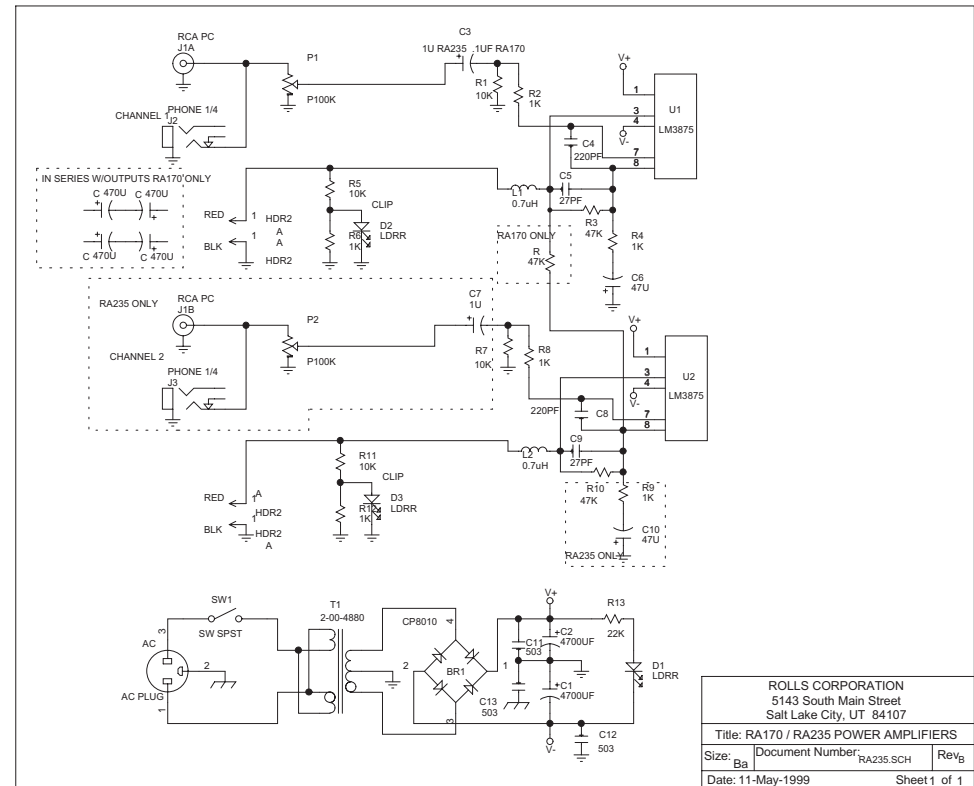 RCA PC
J1A
P1
P100K
CHANNEL 1
PHONE 1/4
J2
C3
1U RA235 .1UF RA170
+
R1
10K
R2
1K
C4
220PF
V+
1
3
4
7
8
V-
U1
LM3875
IN SERIES W/OUTPUTS RA170 ONLY
C 470U C 470U
+ +
+ +
C 470U C 470U
RED
1
HDR2
A
BLK
1
A
HDR2
R5
10K
R6
1K
CLIP
D2
LDRR
L1
0.7uH
C5
27PF
R3
47K
R4
1K
C6
47U
+
RA170 ONLY
R
47K
RA235 ONLY
RCA PC
J1B
P2
P100K
CHANNEL 2
PHONE 1/4
J3
C7
1U
+
R7
10K
R8
1K
220PF
C8
V+
1
3
4
7
8
V-
U2
LM3875
RED
1
A
HDR2
BLK
1
HDR2
A
R11
10K
R12
1K
CLIP
D3
LDRR
L2
0.7uH
C9
27PF
R10
47K
R9
1K
C10
47U
+
RA235 ONLY
SW1
SW SPST
AC
3
2
1
AC PLUG
T1
2-00-4880
CP8010
4
2
BR1
1
3
C11
503
C13
503
V+
+C2
4700UF
+C1
4700UF
V-
C12
503
R13
22K
D1
LDRR
ROLLS CORPORATION
5143 South Main Street
Salt Lake City, UT 84107
Title: RA170 / RA235 POWER AMPLIFIERS
Size: Ba
Document Number: RA235.SCH
Rev B
Date: 11-May-1999
Sheet 1 of 1